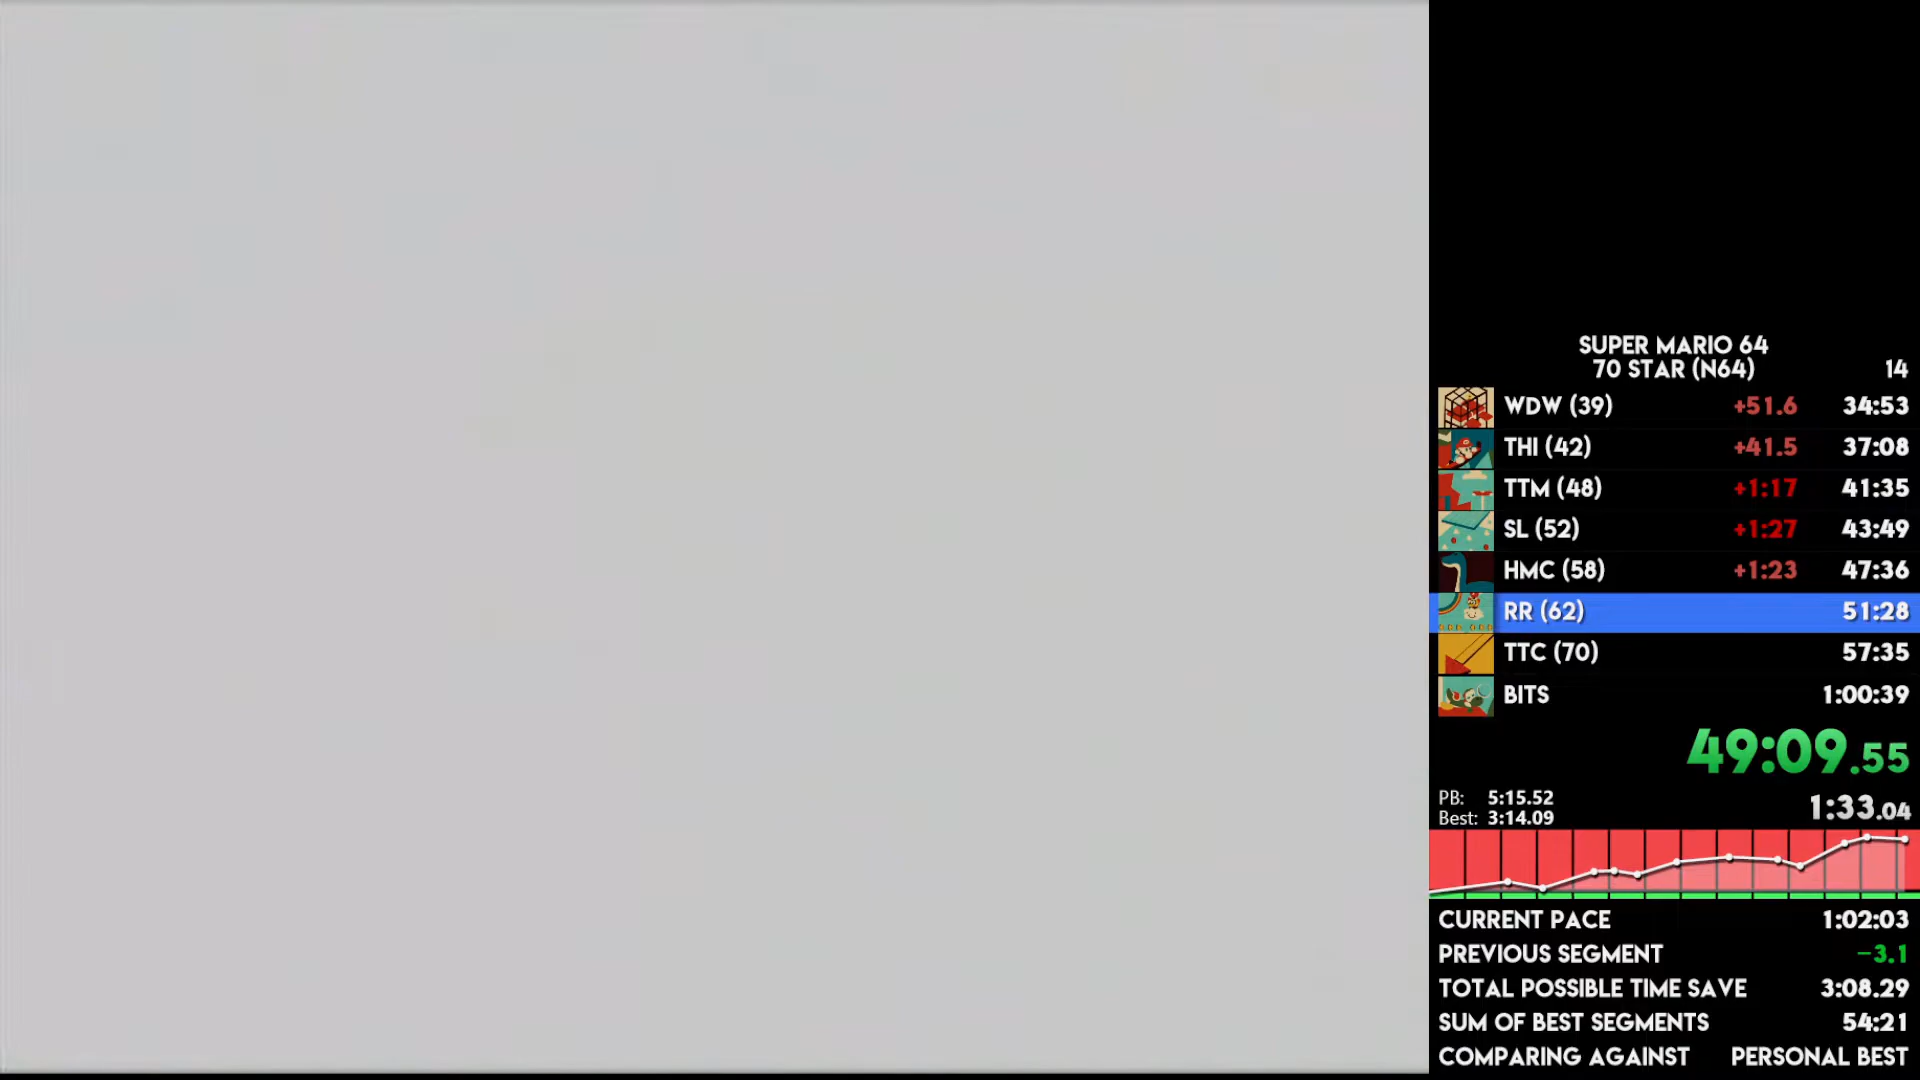 SUPER MARIO 64
70 STAR (N64) 14
WDW (39) +51.6 34:53
THI (42) +41.5 37:08
TTM (48) +1:17 41:35
SL (52) +1:27 43:49
HMC (58) +1:23 47:36
RR (62) 51:28
TTC (70) 57:35
BITS 1:00:39
49:09.55
PB: 5:15.52
1:33.04
Best: 3:14.09
CURRENT PACE 1:02:03
PREVIOUS SEGMENT -3.1
TOTAL POSSIBLE TIME SAVE 3:08.29
SUM OF BEST SEGMENTS 54:21
COMPARING AGAINST PERSONAL BEST